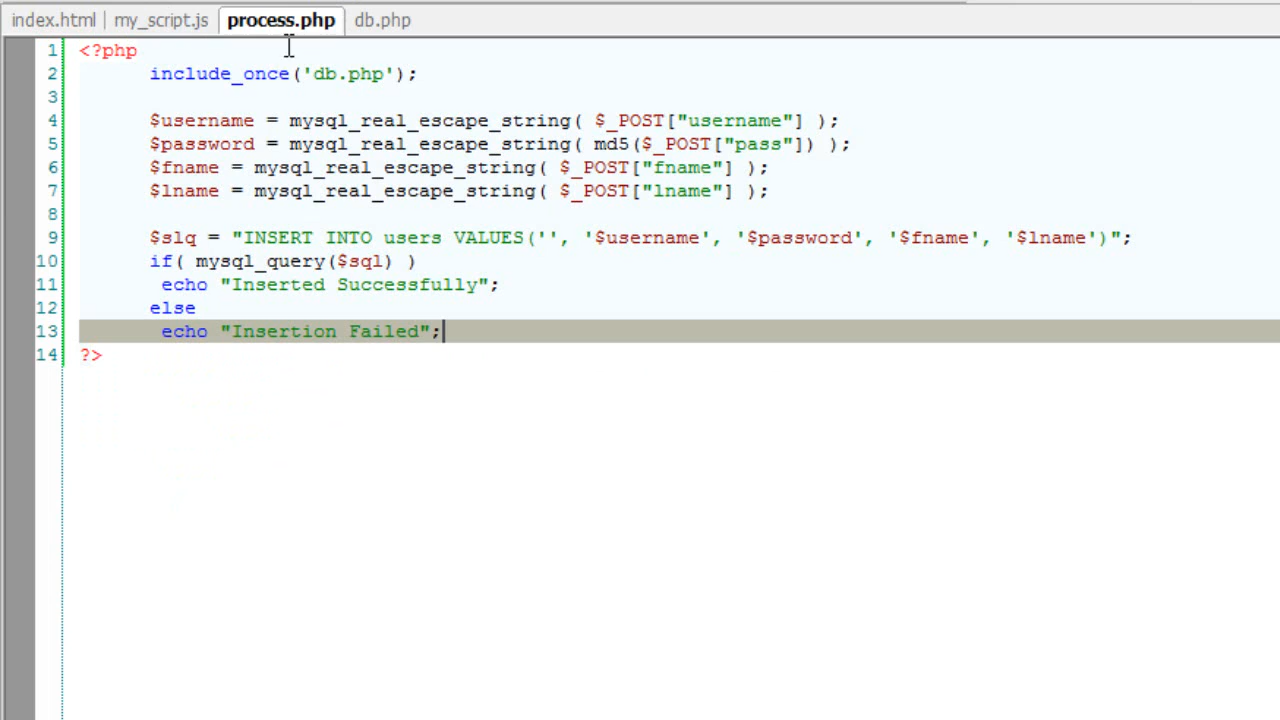 index.html | my_script.js process.php db.php
1 <?php
2 include_once('db.php');
3
4 $username = mysql_real_escape_string( $_POST["username"] );
5 $password = mysql_real_escape_string( md5($_POST["pass"]) );
6 $fname = mysql_real_escape_string( $_POST["fname"] );
7 $lname = mysql_real_escape_string( $_POST["lname"] );
8
9 $slq = "INSERT INTO users VALUES('', '$username', '$password', '$fname', '$lname')";
10 if( mysql_query($sql) )
11 echo "Inserted Successfully";
12 else
13 echo "Insertion Failed";
14 ?>